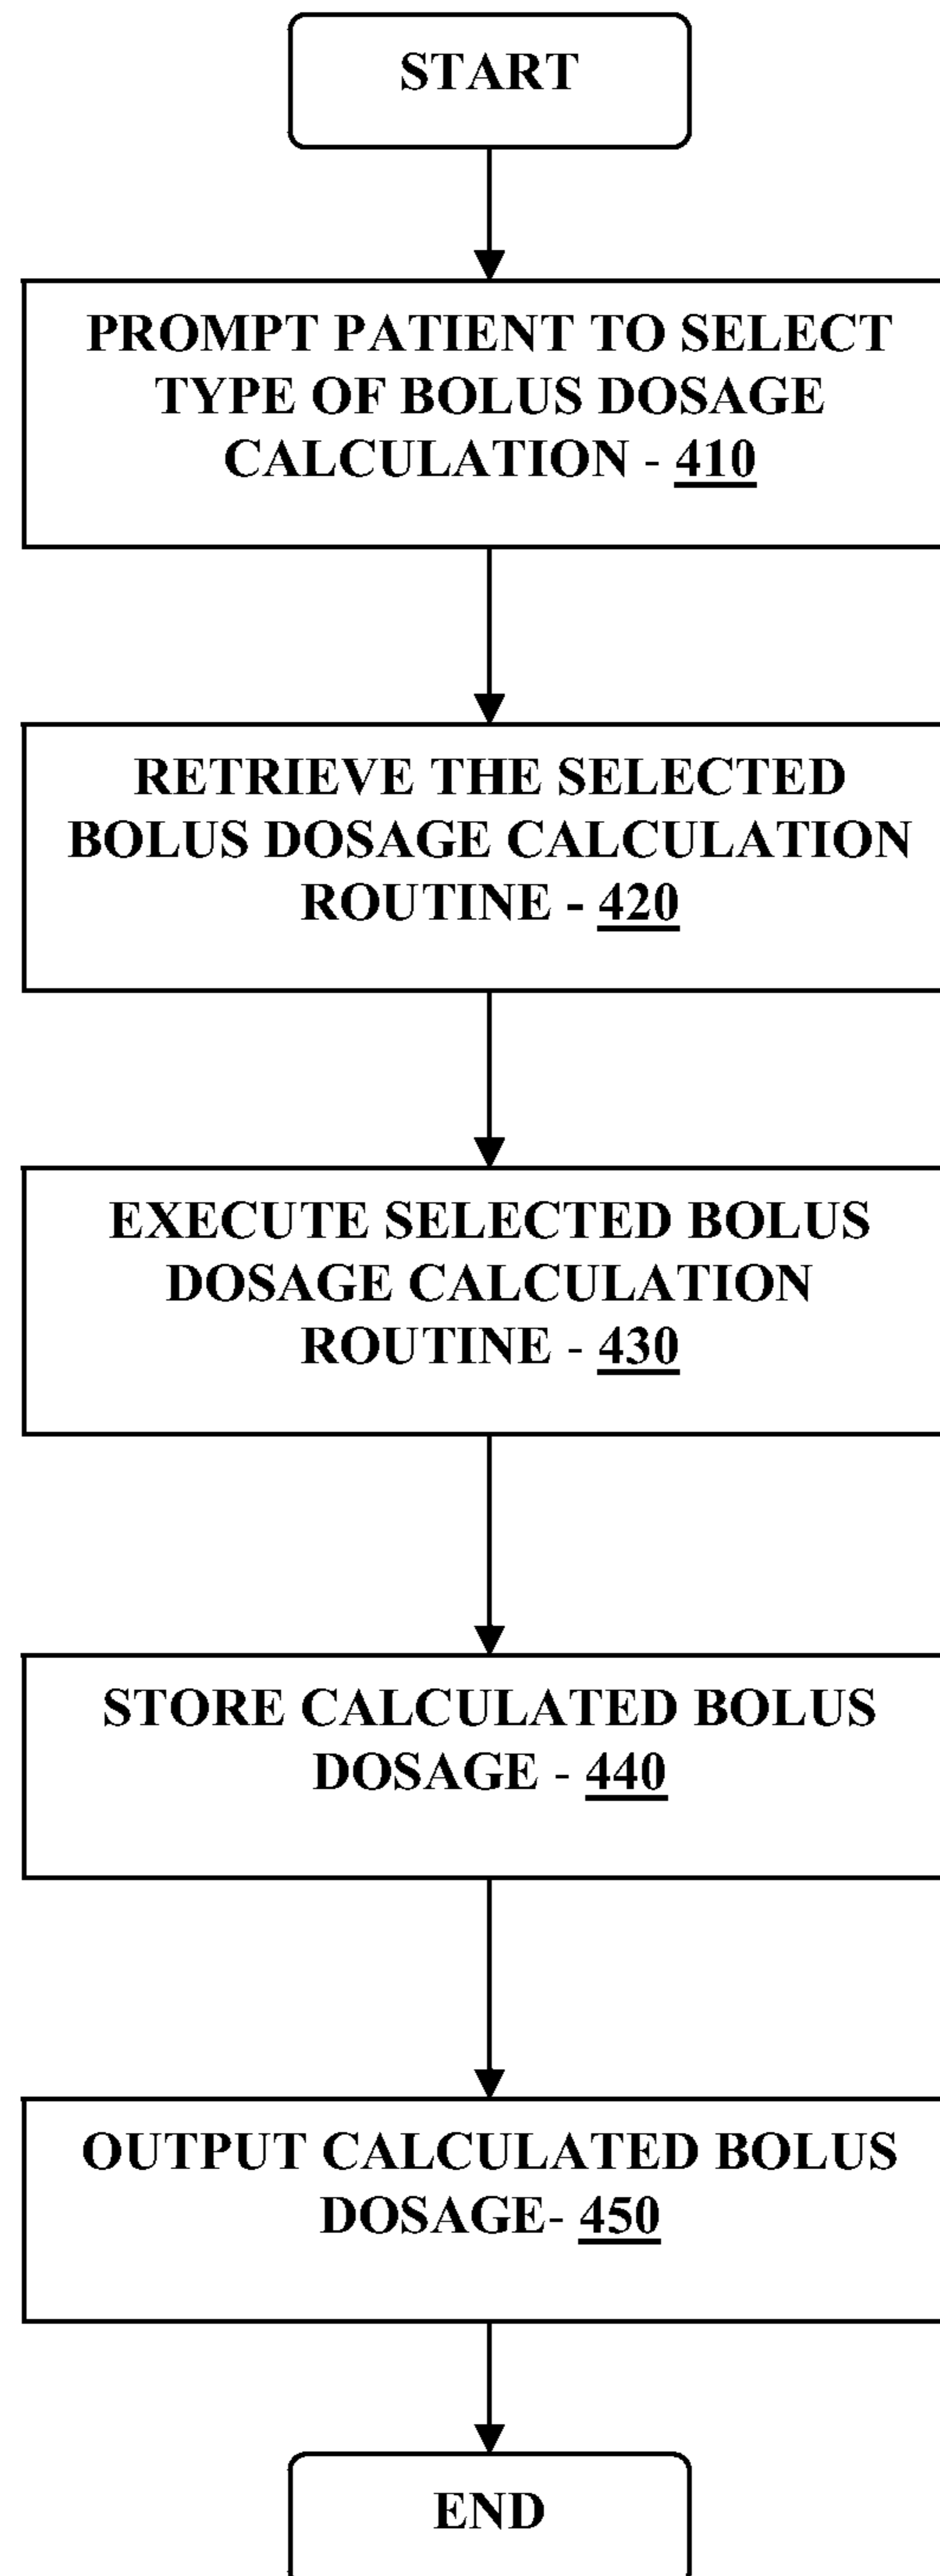 START
PROMPT PATIENT TO SELECT
TYPE OF BOLUS DOSAGE
CALCULATION - 410
RETRIEVE THE SELECTED
BOLUS DOSAGE CALCULATION
ROUTINE - 420
EXECUTE SELECTED BOLUS
DOSAGE CALCULATION
ROUTINE - 430
STORE CALCULATED BOLUS
DOSAGE - 440
OUTPUT CALCULATED BOLUS
DOSAGE- 450
END